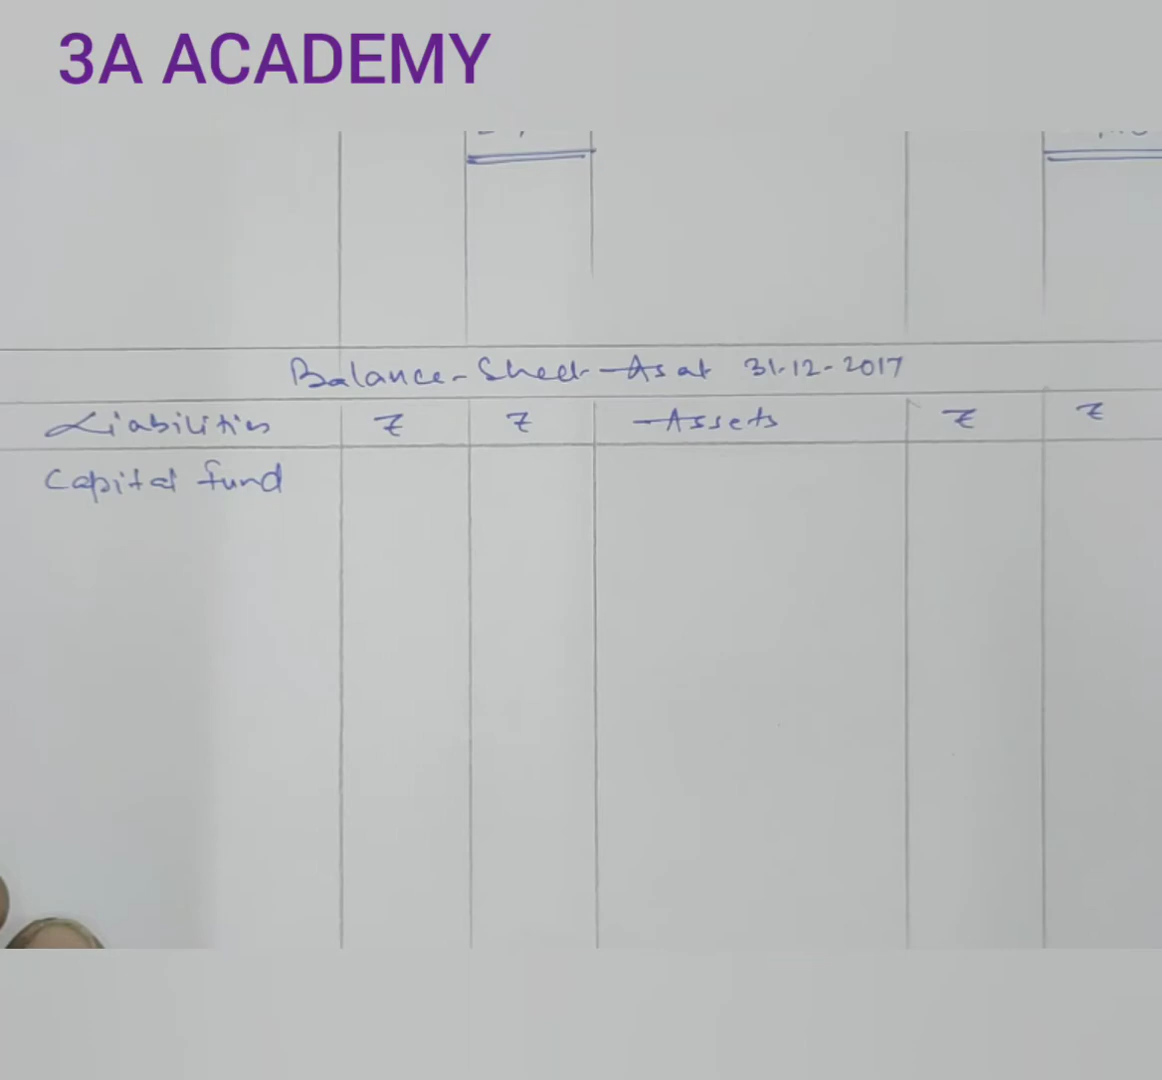 3A ACADEMY
Balance-Sheet As at 31-12-2017
Liabilities ₹ ₹ Assets ₹ ₹
Capital fund